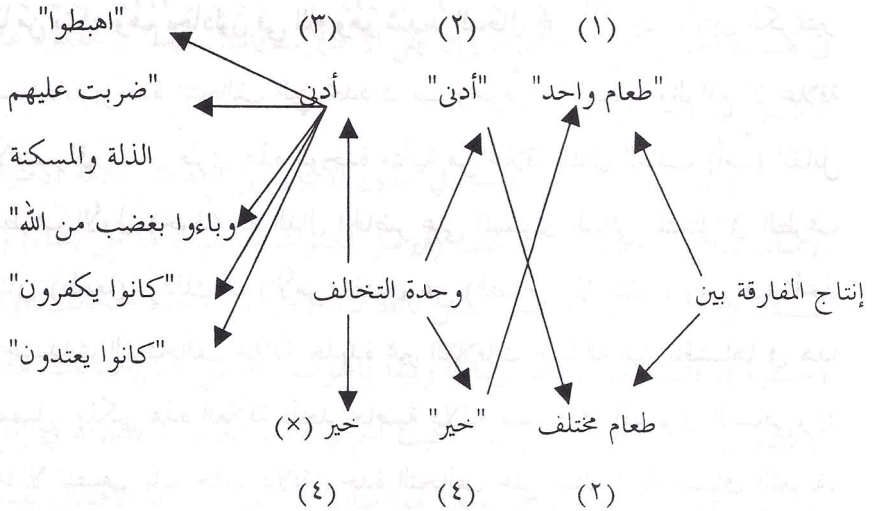 (١) (٢) (٣) "اهبطوا"
"طعام واحد" "أدنى" أدنى "ضربت عليهم
الذلة والمسكنة
وباءوا بغضب من الله"
إنتاج المفارقة بين وحدة التخالف "كانوا يكفرون"
"كانوا يعتدون"
طعام مختلف "خير" خير (×)
(٢) (٤) (٤)